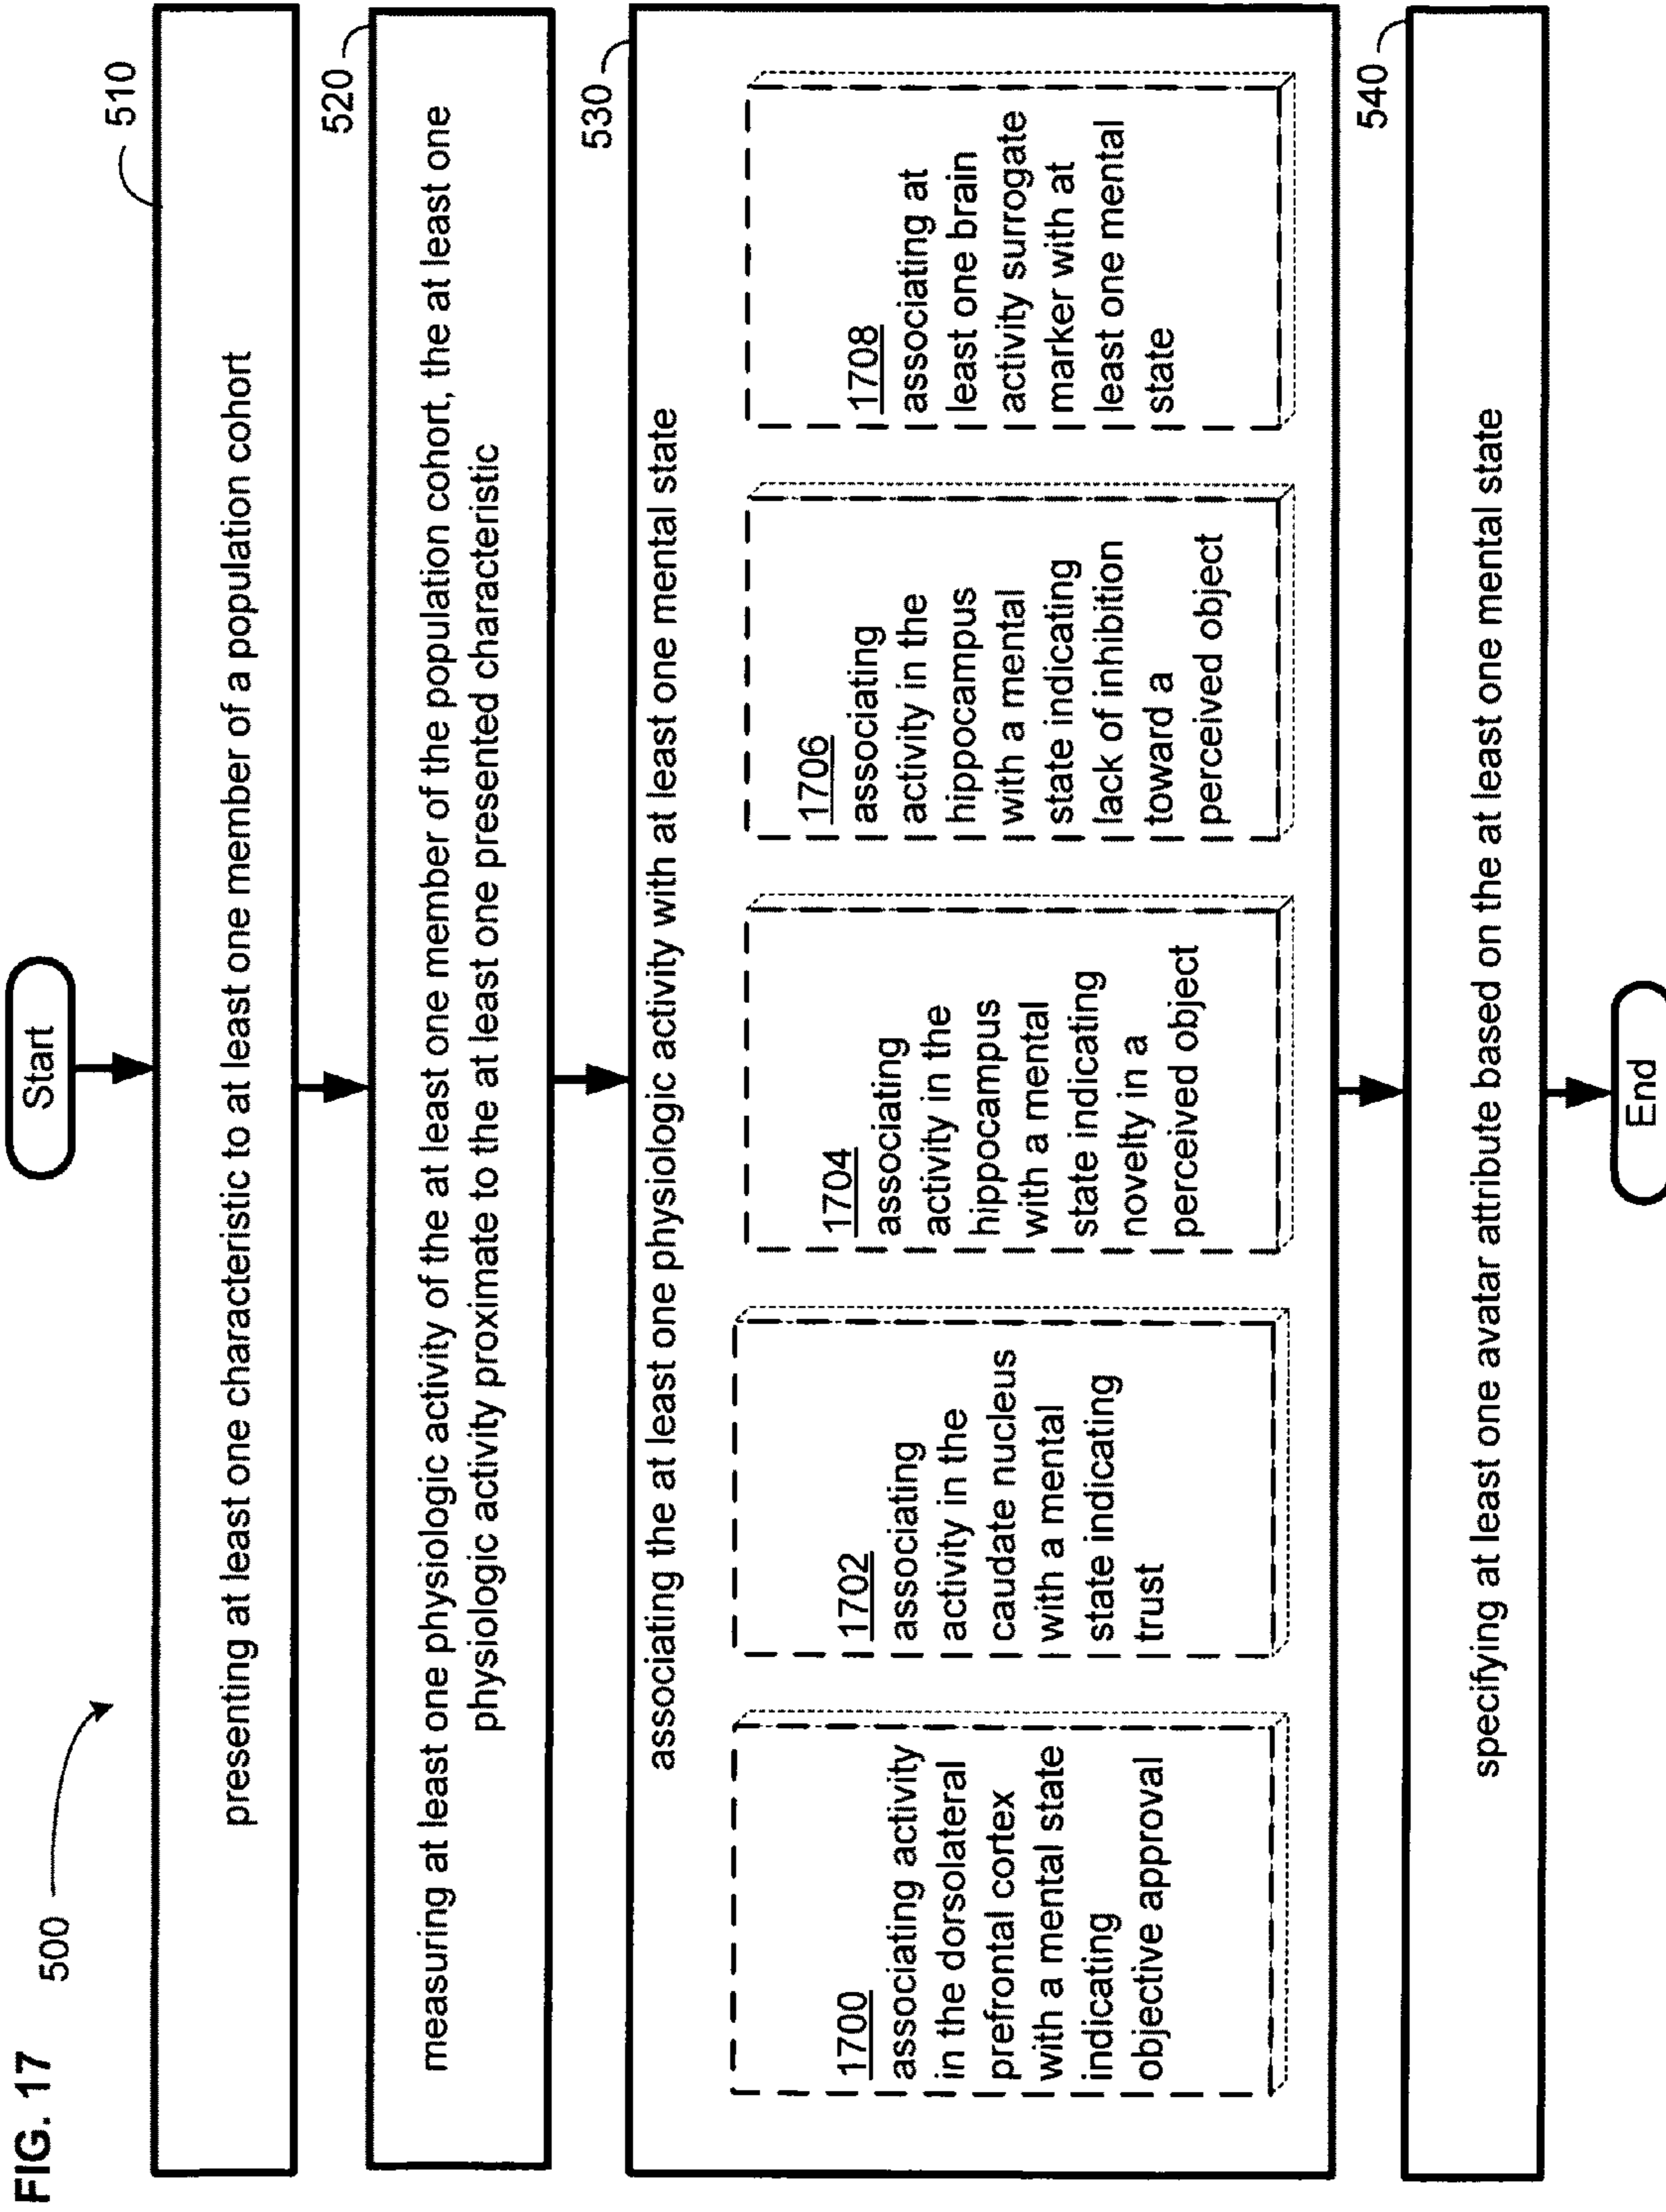 FIG. 17
500
Start
510
presenting at least one characteristic to at least one member of a population cohort
520
measuring at least one physiologic activity of the at least one member of the population cohort, the at least one
physiologic activity proximate to the at least one presented characteristic
530
associating the at least one physiologic activity with at least one mental state
1700
associating activity
in the dorsolateral
prefrontal cortex
with a mental state
indicating
objective approval
1702
associating
activity in the
caudate nucleus
with a mental
state indicating
trust
1704
associating
activity in the
hippocampus
with a mental
state indicating
novelty in a
perceived object
1706
associating
activity in the
hippocampus
with a mental
state indicating
lack of inhibition
toward a
perceived object
1708
associating at
least one brain
activity surrogate
marker with at
least one mental
state
540
specifying at least one avatar attribute based on the at least one mental state
End